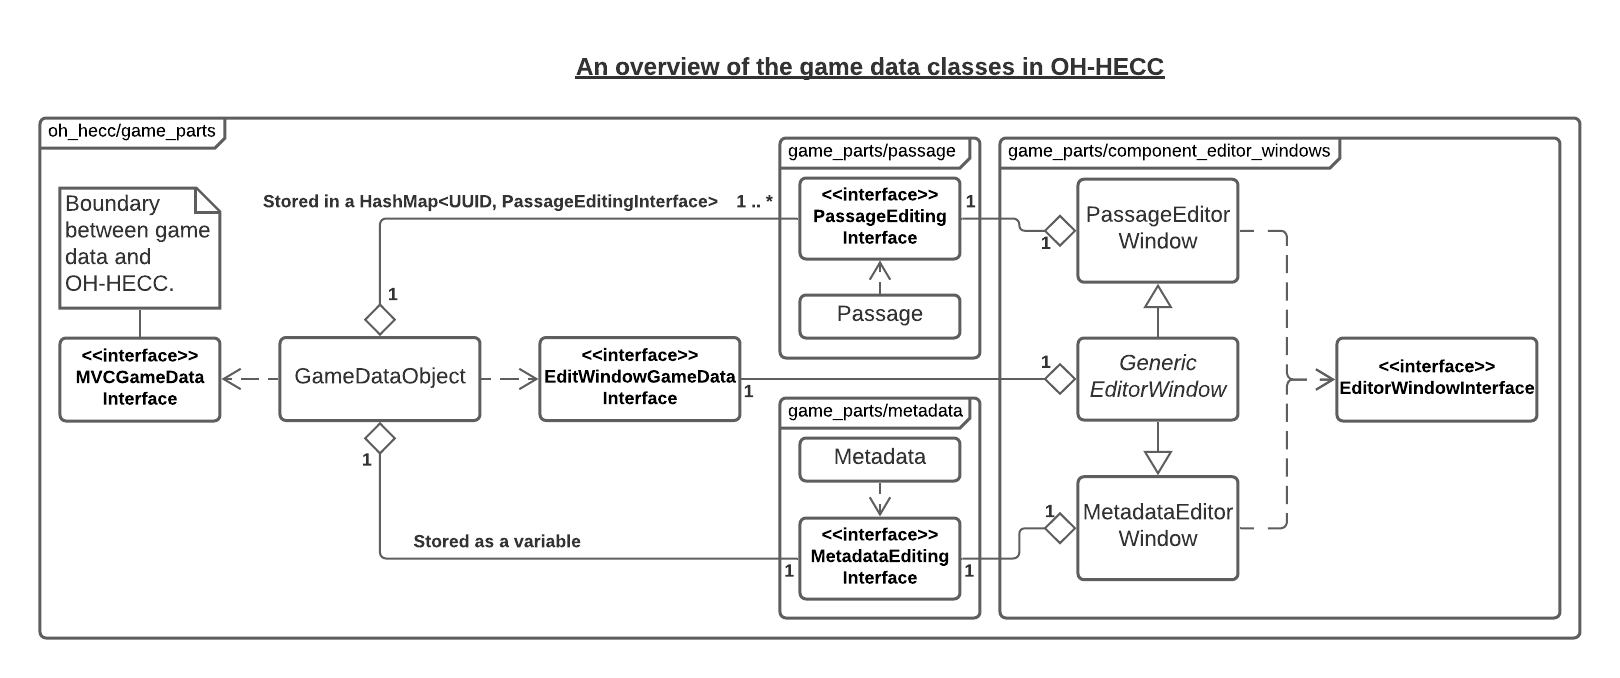 An overview of the game data classes in OH-HECC
oh_hecc/game_parts
Boundary
between game
data and
OH-HECC.
<<interface>>
MVCGameData
Interface
GameDataObject
1
1
Stored in a HashMap<UUID, PassageEditingInterface>
1 .. *
Stored as a variable
1
<<interface>>
EditWindowGameData
Interface
1
game_parts/passage
<<interface>>
PassageEditing
Interface
1
Passage
game_parts/metadata
Metadata
<<interface>>
MetadataEditing
Interface
1
game_parts/component_editor_windows
1
PassageEditor
Window
1
Generic
EditorWindow
1
MetadataEditor
Window
<<interface>>
EditorWindowInterface